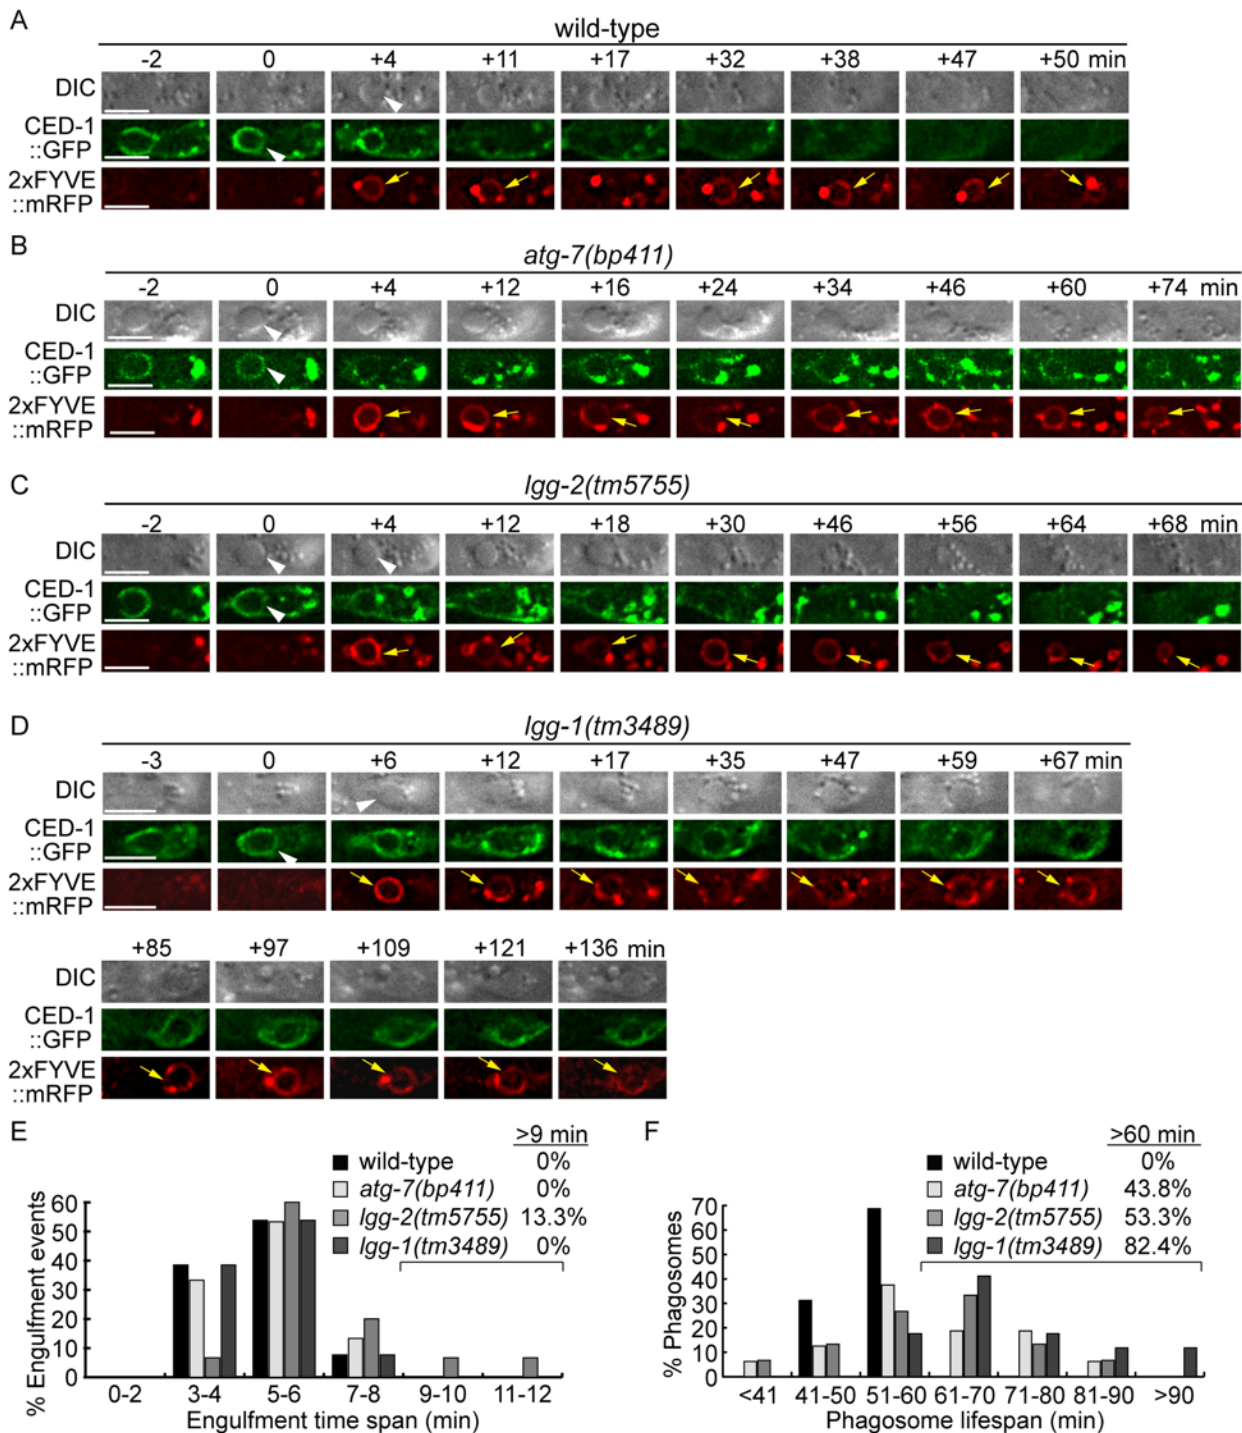 A
wild-type
-2 0 +4 +11 +17 +32 +38 +47 +50 min
DIC
CED-1
::GFP
2xFYVE
::mRFP
B
atg-7(bp411)
-2 0 +4 +12 +16 +24 +34 +46 +60 +74 min
DIC
CED-1
::GFP
2xFYVE
::mRFP
C
lgg-2(tm5755)
-2 0 +4 +12 +18 +30 +46 +56 +64 +68 min
DIC
CED-1
::GFP
2xFYVE
::mRFP
D
lgg-1(tm3489)
-3 0 +6 +12 +17 +35 +47 +59 +67 min
DIC
CED-1
::GFP
2xFYVE
::mRFP
+85 +97 +109 +121 +136 min
DIC
CED-1
::GFP
2xFYVE
::mRFP
E
>9 min
wild-type 0%
atg-7(bp411) 0%
lgg-2(tm5755) 13.3%
lgg-1(tm3489) 0%
% Engulfment events
60
50
40
30
20
10
0
0-2 3-4 5-6 7-8 9-10 11-12
Engulfment time span (min)
F
>60 min
wild-type 0%
atg-7(bp411) 43.8%
lgg-2(tm5755) 53.3%
lgg-1(tm3489) 82.4%
% Phagosomes
70
60
50
40
30
20
10
0
<41 41-50 51-60 61-70 71-80 81-90 >90
Phagosome lifespan (min)